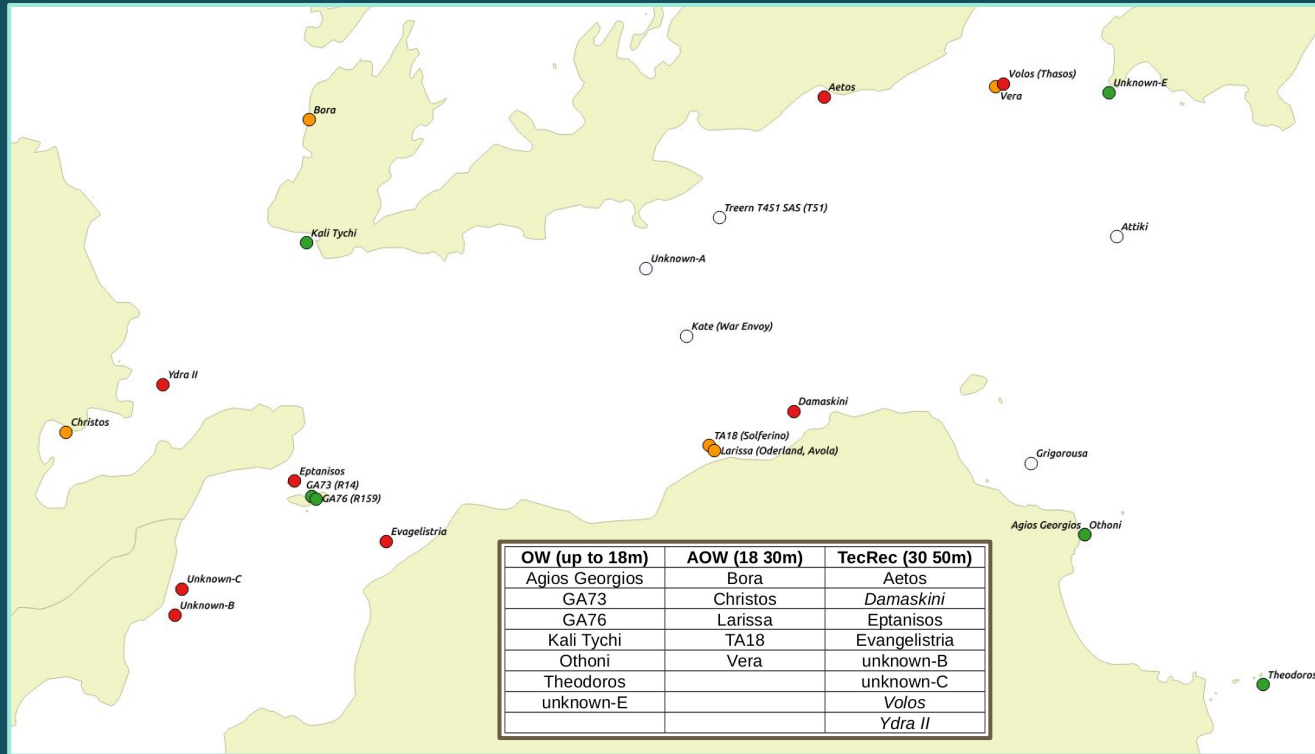 Volos (Thasos)
Aetos
Unknown-E
Vera
Bora
Treern T451 SAS (T51)
Attiki
Kali Tychi
Unknown-A
Kate (War Envoy)
Ydra II
Damaskini
Christos
TA18 (Solferino)
Larissa (Oderland, Avola)
Grigorousa
Eptanisos
GA73 (R14)
GA76 (R159)
Agios Georgios
Othoni
Evagelistria
Unknown-C
Unknown-B
Theodoros
OW (up to 18m) AOW (18 30m) TecRec (30 50m)
Agios Georgios Bora Aetos
GA73 Christos Damaskini
GA76 Larissa Eptanisos
Kali Tychi TA18 Evangelistria
Othoni Vera unknown-B
Theodoros unknown-C
unknown-E Volos
Ydra II